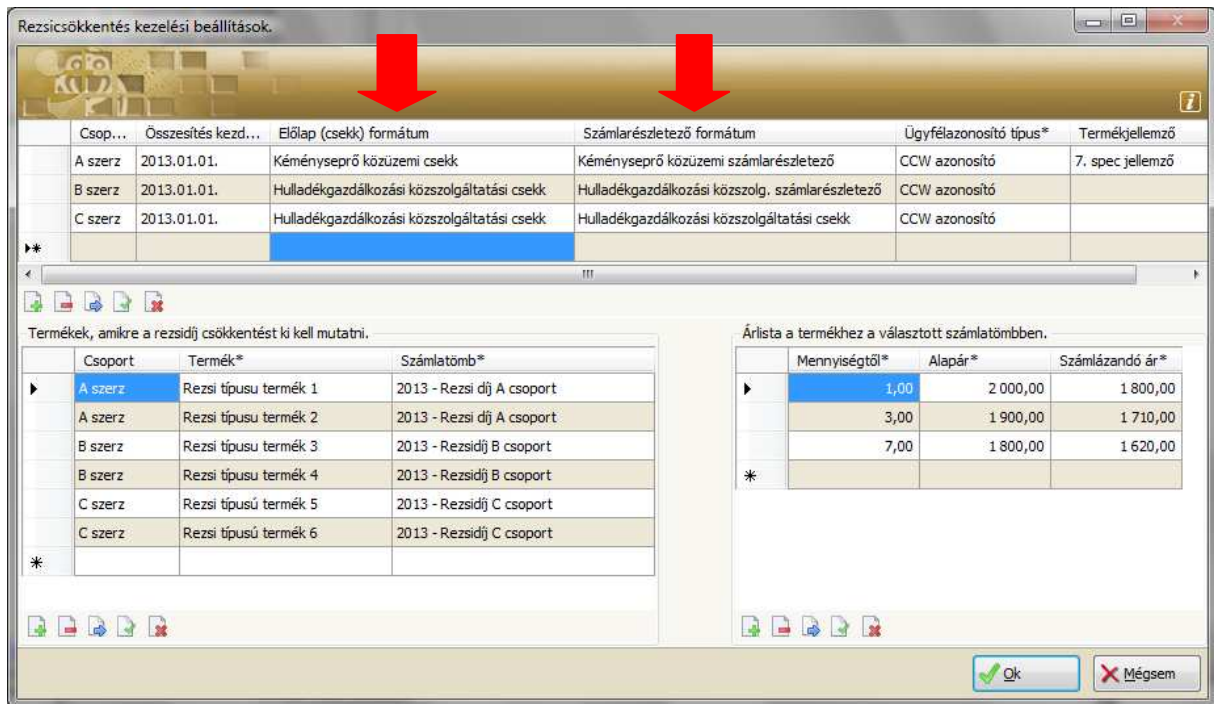 Rezsicsökkentés kezelési beállítások.
Csop... Összesítés kezd... Előlap (csekk) formátum Számlarészletező formátum Ügyfélazonosító típus* Termékjellemző
A szerz 2013.01.01. Kéményseprő közüzemi csekk Kéményseprő közüzemi számlarészletező CCW azonosító 7. spec jellemző
B szerz 2013.01.01. Hulladékgazdálkozási közszolgáltatási csekk Hulladékgazdálkozási közszolg. számlarészletező CCW azonosító
C szerz 2013.01.01. Hulladékgazdálkozási közszolgáltatási csekk Hulladékgazdálkozási közszolgáltatási csekk CCW azonosító
Termékek, amikre a rezsidíj csökkentést ki kell mutatni.
Csoport Termék* Számlatömb*
A szerz Rezsi típusu termék 1 2013 - Rezsi díj A csoport
A szerz Rezsi típusu termék 2 2013 - Rezsi díj A csoport
B szerz Rezsi típusu termék 3 2013 - Rezsidíj B csoport
B szerz Rezsi típusu termék 4 2013 - Rezsidíj B csoport
C szerz Rezsi típusú termék 5 2013 - Rezsidíj C csoport
C szerz Rezsi típusú termék 6 2013 - Rezsidíj C csoport
Árlista a termékhez a választott számlatömbben.
Mennyiségtől* Alapár* Számlázandó ár*
1,00 2 000,00 1 800,00
3,00 1 900,00 1 710,00
7,00 1 800,00 1 620,00
Ok Mégsem